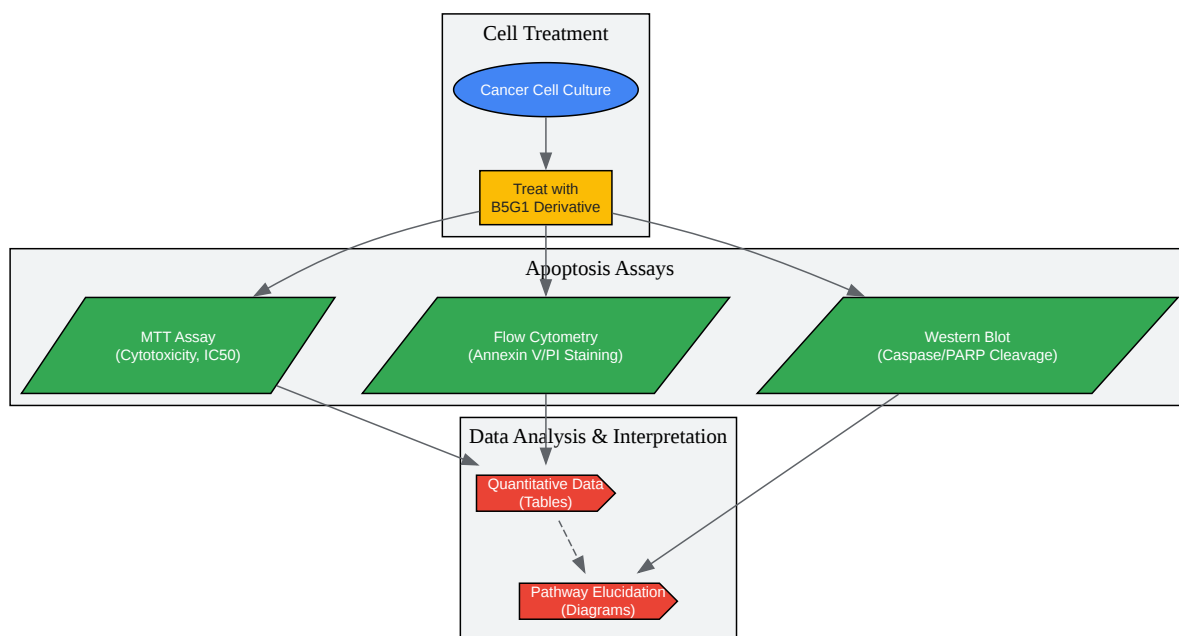 Cell Treatment
Cancer Cell Culture
Treat with
B5G1 Derivative
Apoptosis Assays
MTT Assay
(Cytotoxicity, IC50)
Flow Cytometry
(Annexin V/PI Staining)
Western Blot
(Caspase/PARP Cleavage)
Data Analysis & Interpretation
Quantitative Data
(Tables)
Pathway Elucidation
(Diagrams)